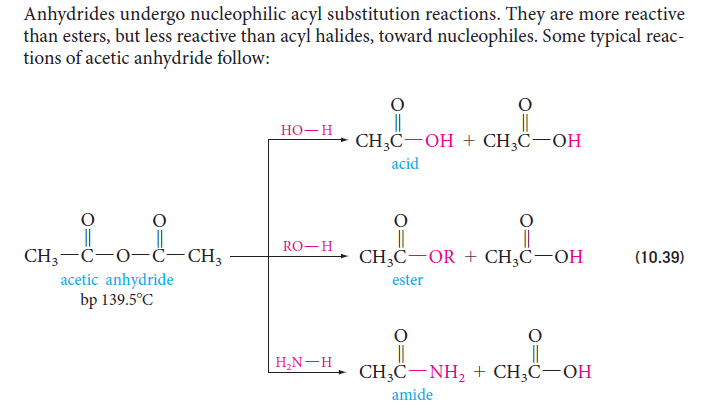 Anhydrides undergo nucleophilic acyl substitution reactions. They are more reactive
than esters, but less reactive than acyl halides, toward nucleophiles. Some typical reac-
tions of acetic anhydride follow:
O O
HO—H
CH₃C—OH + CH₃C—OH
acid
O O
CH₃—C—O—C—CH₃
acetic anhydride
bp 139.5°C
O O
RO—H
CH₃C—OR + CH₃C—OH (10.39)
ester
O O
H₂N—H
CH₃C—NH₂ + CH₃C—OH
amide